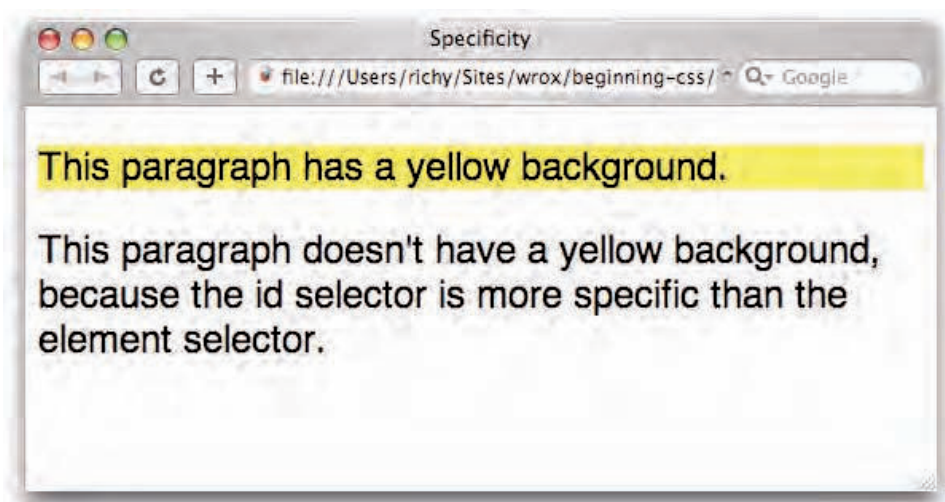 Specificity
file:///Users/richy/Sites/wrox/beginning-css/ Google
This paragraph has a yellow background.
This paragraph doesn't have a yellow background,
because the id selector is more specific than the
element selector.